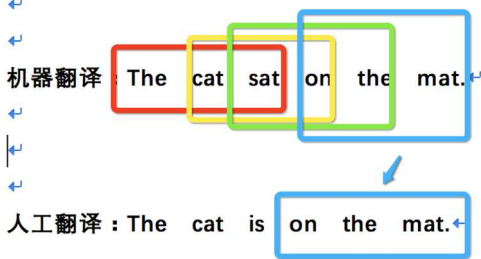 机器翻译：The cat sat on the mat.
人工翻译：The cat is on the mat.